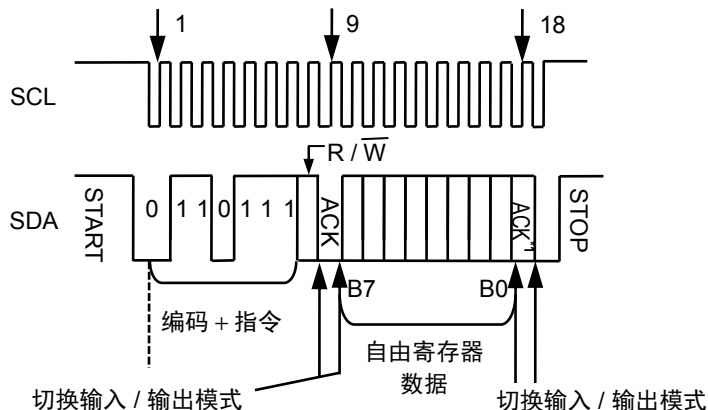 1 9 18
SCL
R / W
SDA
START 0 1 1 0 1 1 1 ACK ACK*1 STOP
B7 B0
编码 + 指令
自由寄存器
数据
切换输入 / 输出模式 切换输入 / 输出模式